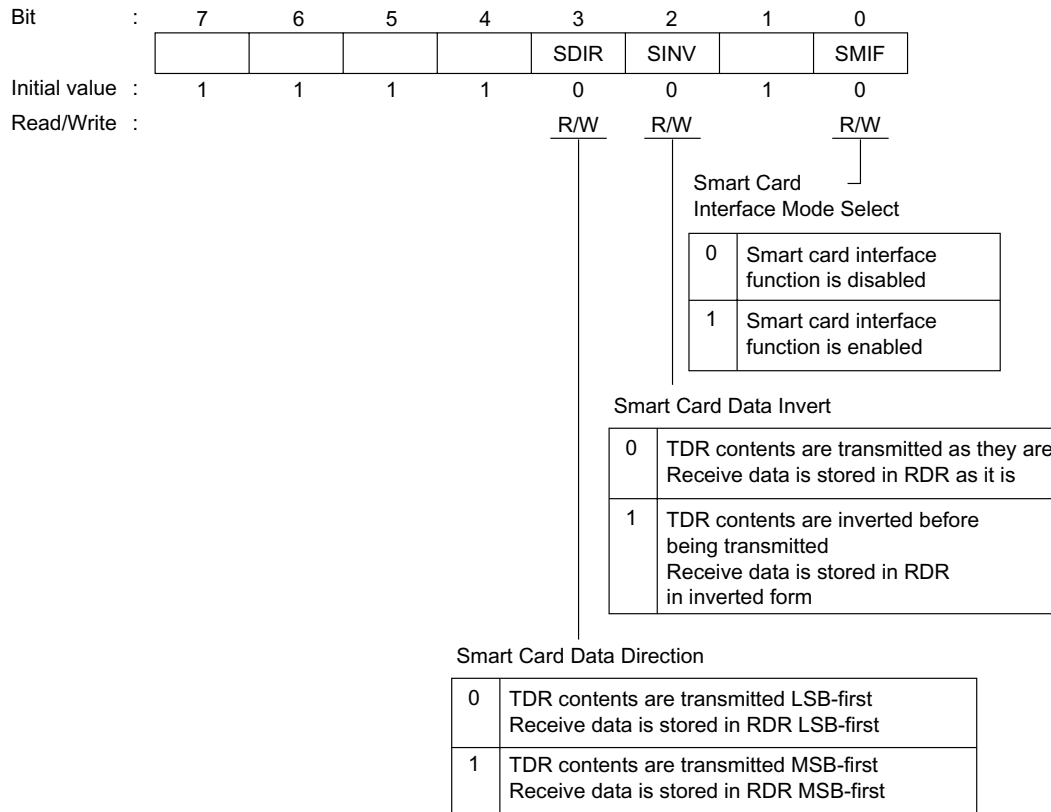 Bit : 7 6 5 4 3 2 1 0
SDIR SINV SMIF
Initial value : 1 1 1 1 0 0 1 0
Read/Write : R/W R/W R/W
Smart Card
Interface Mode Select
0 Smart card interface
function is disabled
1 Smart card interface
function is enabled
Smart Card Data Invert
0 TDR contents are transmitted as they are
Receive data is stored in RDR as it is
1 TDR contents are inverted before
being transmitted
Receive data is stored in RDR
in inverted form
Smart Card Data Direction
0 TDR contents are transmitted LSB-first
Receive data is stored in RDR LSB-first
1 TDR contents are transmitted MSB-first
Receive data is stored in RDR MSB-first